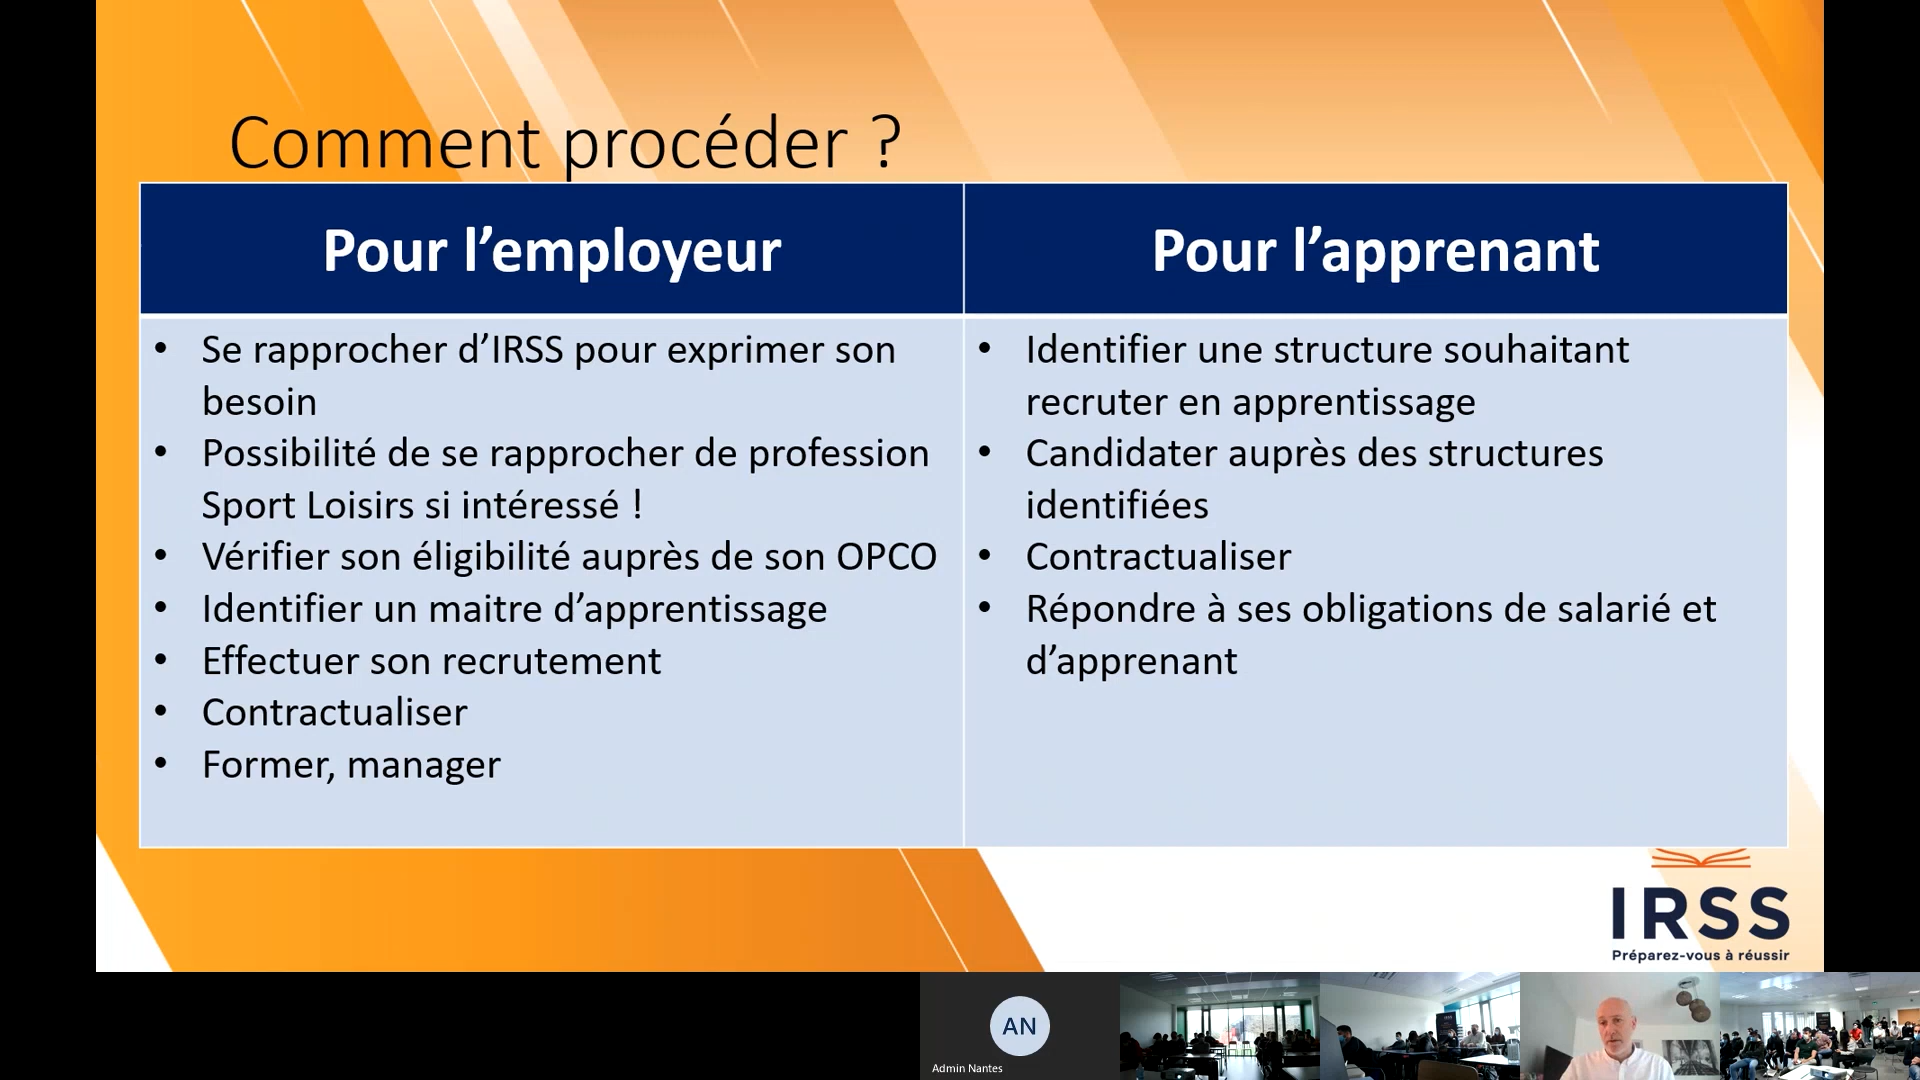 Comment procéder ?
Pour l’employeur
Pour l’apprenant
• Se rapprocher d’IRSS pour exprimer son
besoin
• Possibilité de se rapprocher de profession
Sport Loisirs si intéressé !
• Vérifier son éligibilité auprès de son OPCO
• Identifier un maitre d’apprentissage
• Effectuer son recrutement
• Contractualiser
• Former, manager
• Identifier une structure souhaitant
recruter en apprentissage
• Candidater auprès des structures
identifiées
• Contractualiser
• Répondre à ses obligations de salarié et
d’apprenant
IRSS
Préparez-vous à réussir
AN
Admin Nantes
IRSS